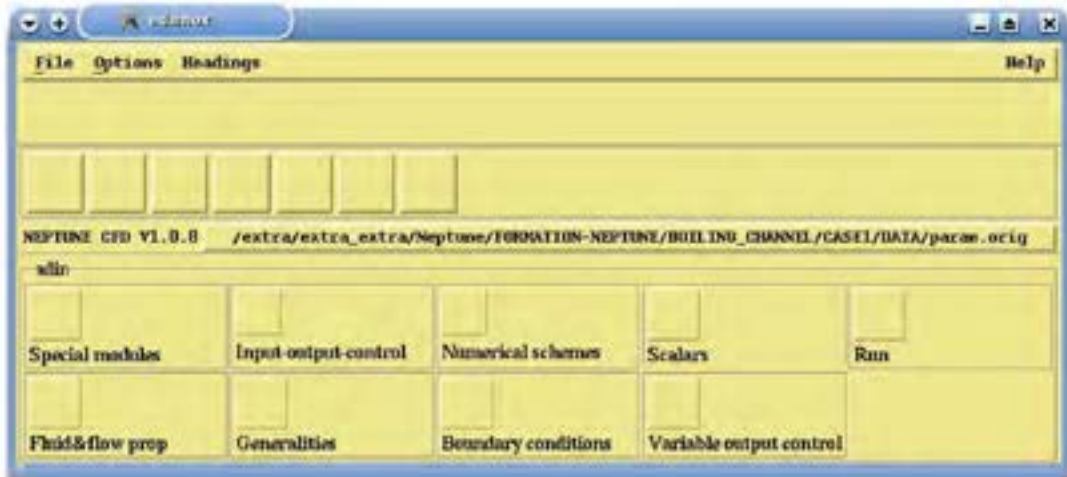 File Options Headings Help
NEPTUNE CFD V1.0.8 /extra/extra_extra/Neptune/FORMATION-NEPTUNE/BOILING_CHANNEL/CASE1/DATA/param.orig
Special modules Input-output-control Numerical schemes Scalars Run
Fluid&flow prop Generalities Boundary conditions Variable output control